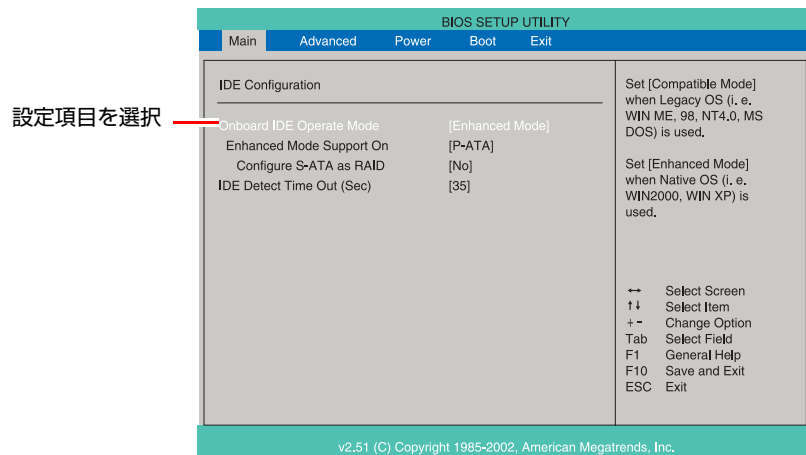 BIOS SETUP UTILITY
Main Advanced Power Boot Exit
設定項目を選択
IDE Configuration
Onboard IDE Operate Mode [Enhanced Mode]
Enhanced Mode Support On [P-ATA]
Configure S-ATA as RAID [No]
IDE Detect Time Out (Sec) [35]
Set [Compatible Mode]
when Legacy OS (i. e.
WIN ME, 98, NT4.0, MS
DOS) is used.
Set [Enhanced Mode]
when Native OS (i. e.
WIN2000, WIN XP) is
used.
↔ Select Screen
↑↓ Select Item
+- Change Option
Tab Select Field
F1 General Help
F10 Save and Exit
ESC Exit
v2.51 (C) Copyright 1985-2002, American Megatrends, Inc.